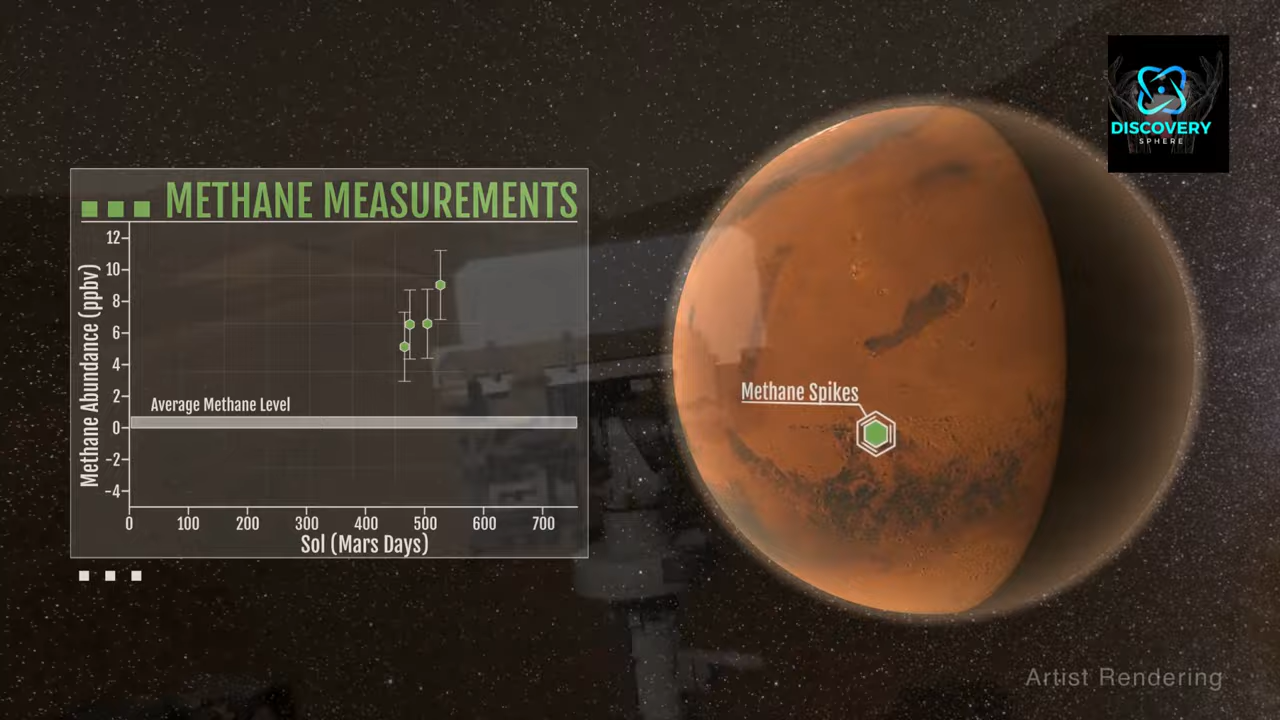 DISCOVERY
SPHERE
METHANE MEASUREMENTS
Methane Abundance (ppbv)
12
10
8
6
4
2
0
-2
-4
Average Methane Level
0 100 200 300 400 500 600 700
Sol (Mars Days)
Methane Spikes
Artist Rendering